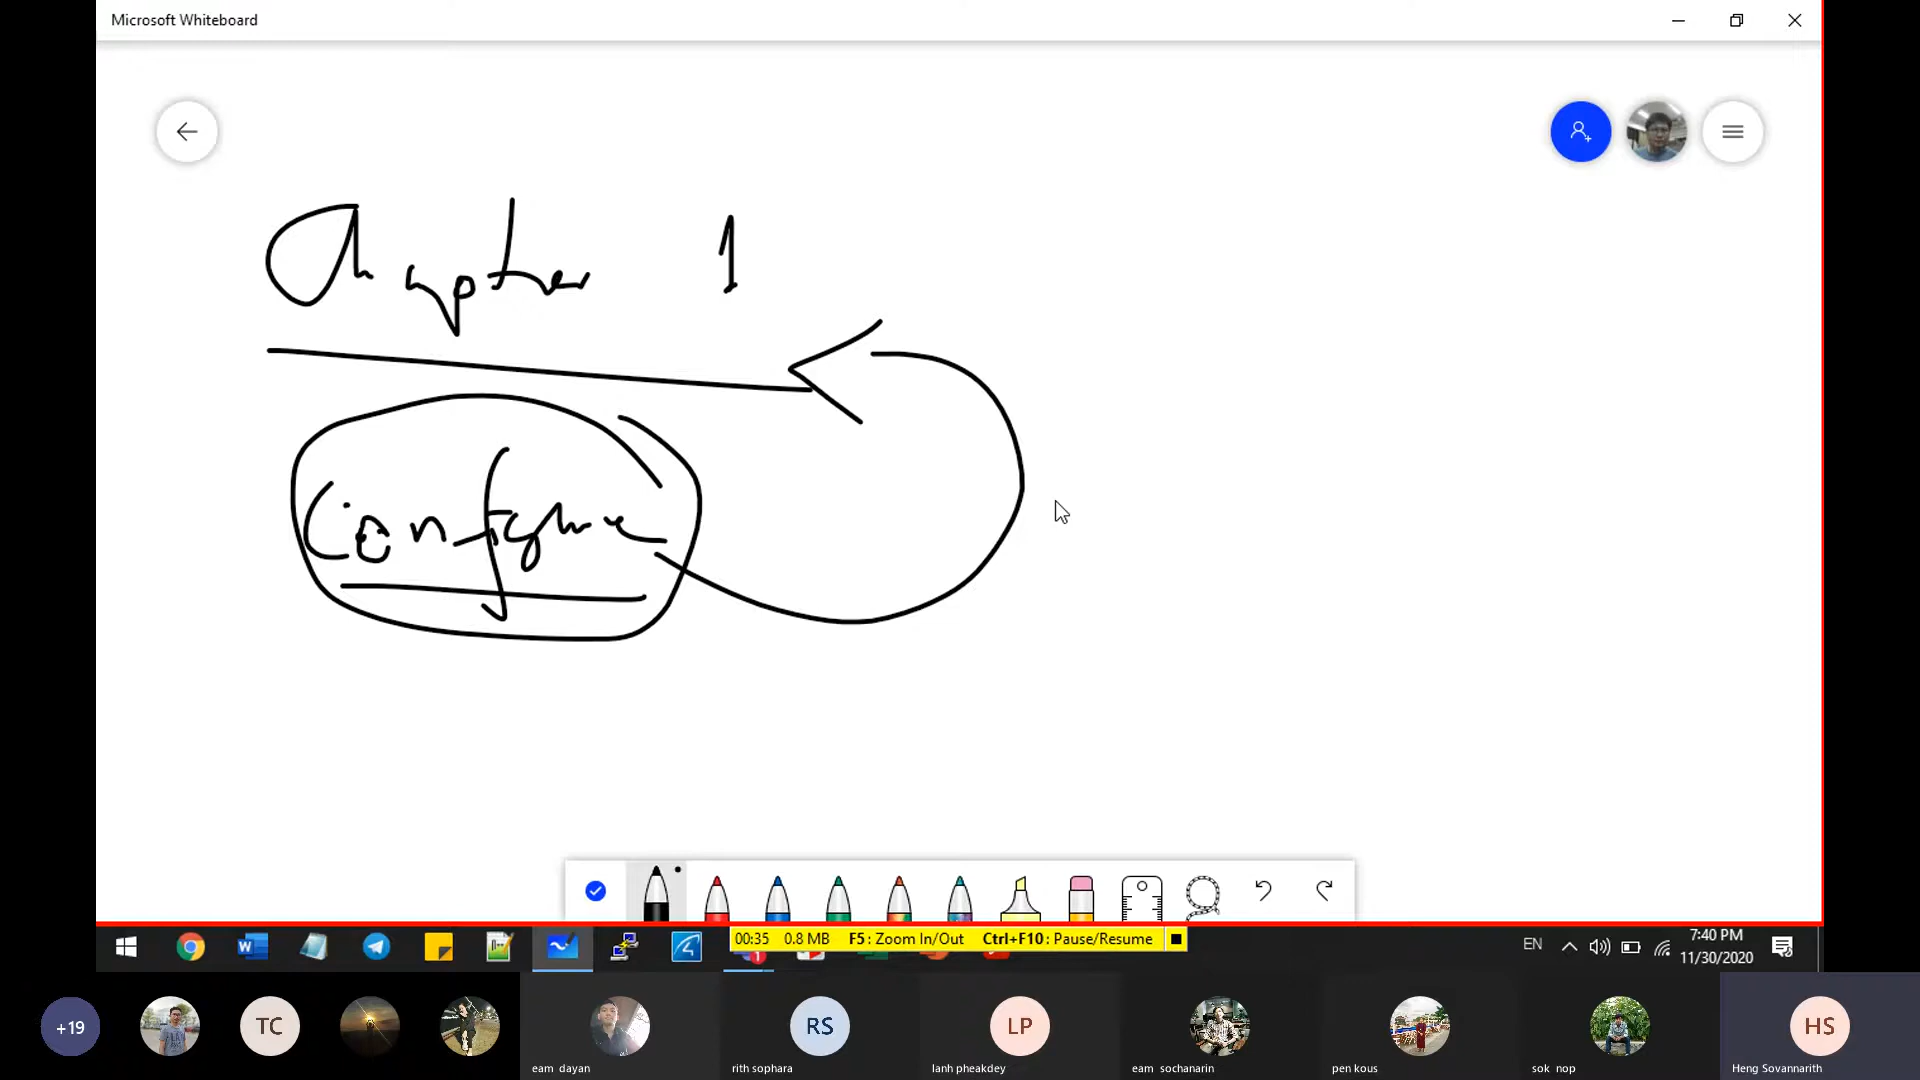 Microsoft Whiteboard
Chapter 1
Configure
00:35 0.8 MB F5: Zoom In/Out Ctrl+F10: Pause/Resume
EN
7:40 PM
11/30/2020
1
+19
TC
RS
LP
HS
eam dayan
rith sophara
lanh pheakdey
eam sochanarin
pen kous
sok nop
Heng Sovannarith